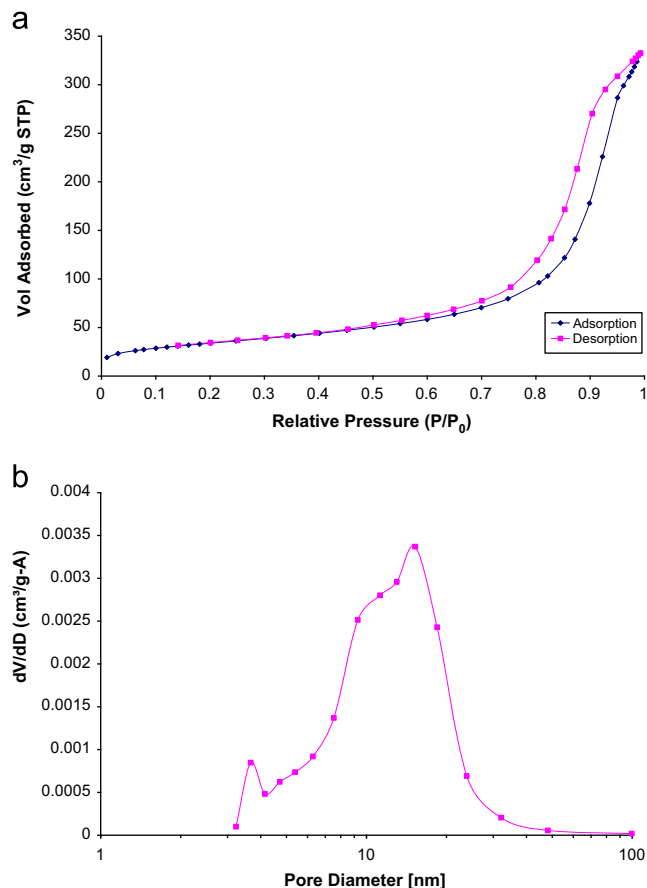 a
350
300
250
200
150
100
50
0
Vol Adsorbed (cm³/g STP)
Adsorption
Desorption
0 0.1 0.2 0.3 0.4 0.5 0.6 0.7 0.8 0.9 1
Relative Pressure (P/P₀)
b
0.004
0.0035
0.003
0.0025
0.002
0.0015
0.001
0.0005
0
dV/dD (cm³/g-A)
1 10 100
Pore Diameter [nm]